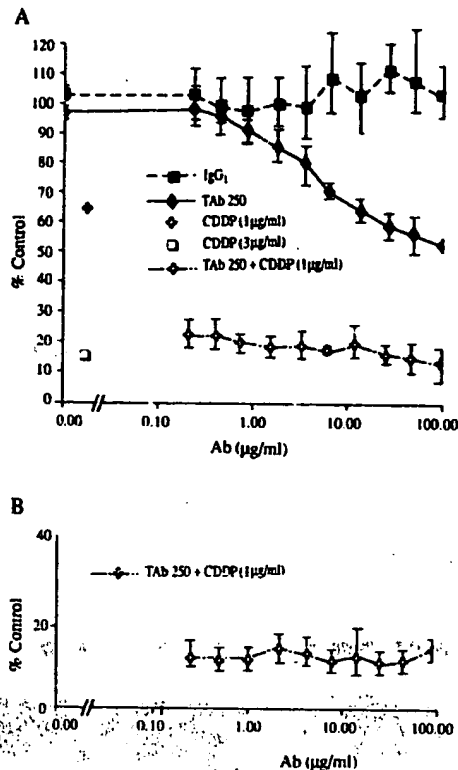 A
120
110
100
90
80
70
60
50
40
30
20
10
0
% Control
IgG₁
TAb 250
CDDP (1µg/ml)
CDDP (3µg/ml)
TAb 250 + CDDP (1µg/ml)
0.00 0.10 1.00 10.00 100.00
Ab (µg/ml)
B
40
20
0
% Control
TAb 250 + CDDP (1µg/ml)
0.00 0.10 1.00 10.00 100.00
Ab (µg/ml)